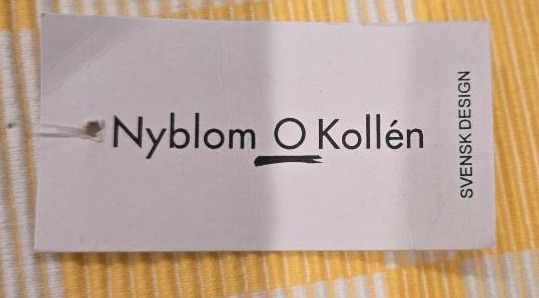 Nyblom O Kollén
SVENSK DESIGN